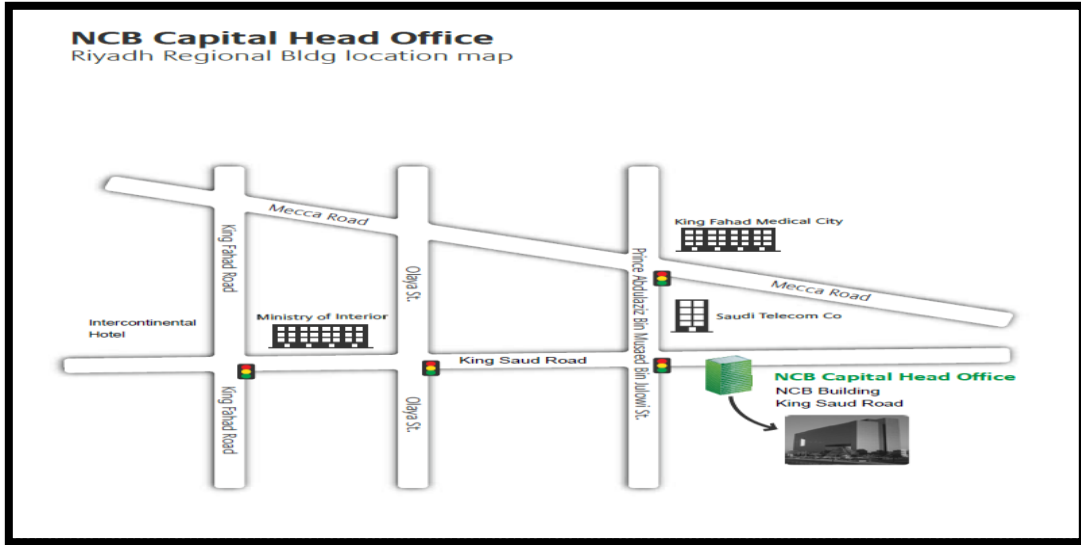 NCB Capital Head Office
Riyadh Regional Bldg location map
Mecca Road
King Fahad Medical City
King Fahad Road
Olaya St.
Prince Abdulaziz Bin Musaed Bin Julowi St.
Mecca Road
Intercontinental
Hotel
Ministry of Interior
Saudi Telecom Co
King Saud Road
NCB Capital Head Office
NCB Building
King Saud Road
King Fahad Road
Olaya St.